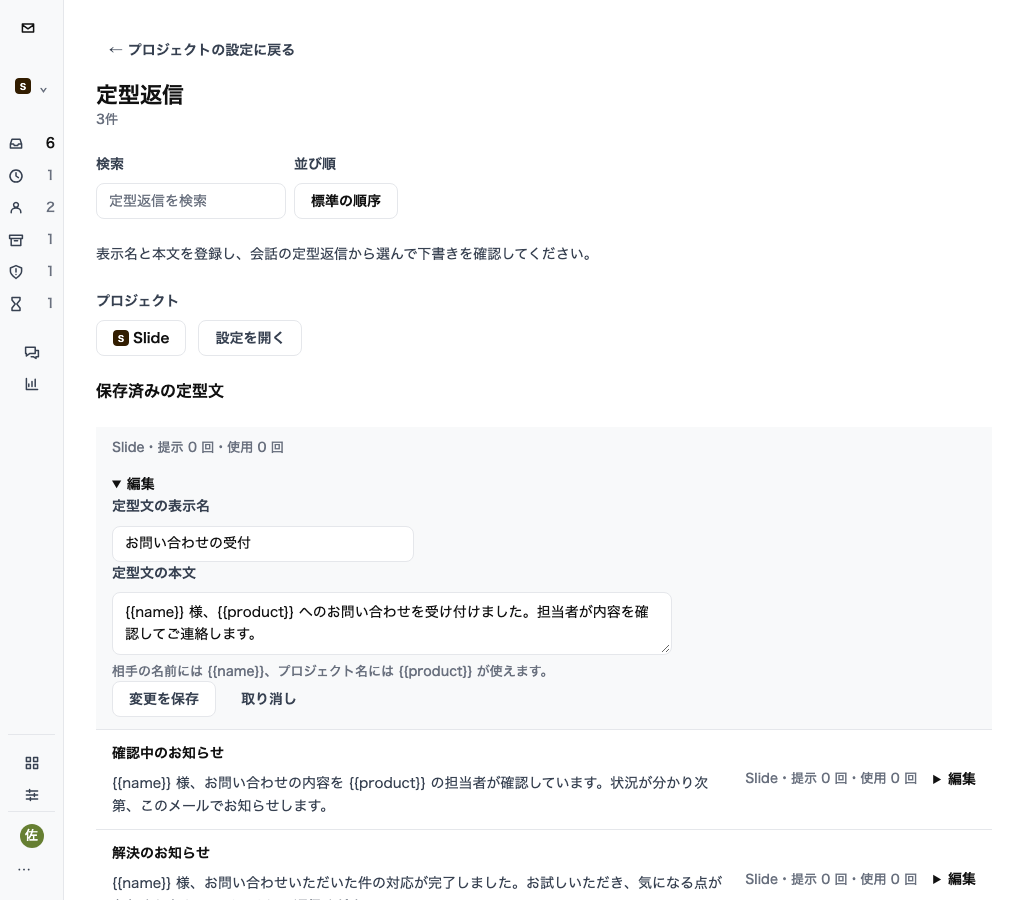 ← プロジェクトの設定に戻る
定型返信
3件
検索
並び順
定型返信を検索
標準の順序
表示名と本文を登録し、会話の定型返信から選んで下書きを確認してください。
プロジェクト
S Slide
設定を開く
保存済みの定型文
Slide・提示 0 回・使用 0 回
▼ 編集
定型文の表示名
お問い合わせの受付
定型文の本文
{{name}} 様、{{product}} へのお問い合わせを受け付けました。担当者が内容を確
認してご連絡します。
相手の名前には {{name}}、プロジェクト名には {{product}} が使えます。
変更を保存
取り消し
確認中のお知らせ
{{name}} 様、お問い合わせの内容を {{product}} の担当者が確認しています。状況が分かり次
第、このメールでお知らせします。
Slide・提示 0 回・使用 0 回
▶ 編集
解決のお知らせ
{{name}} 様、お問い合わせいただいた件の対応が完了しました。お試しいただき、気になる点が
Slide・提示 0 回・使用 0 回
▶ 編集
S
6
1
2
1
1
1
佐
…